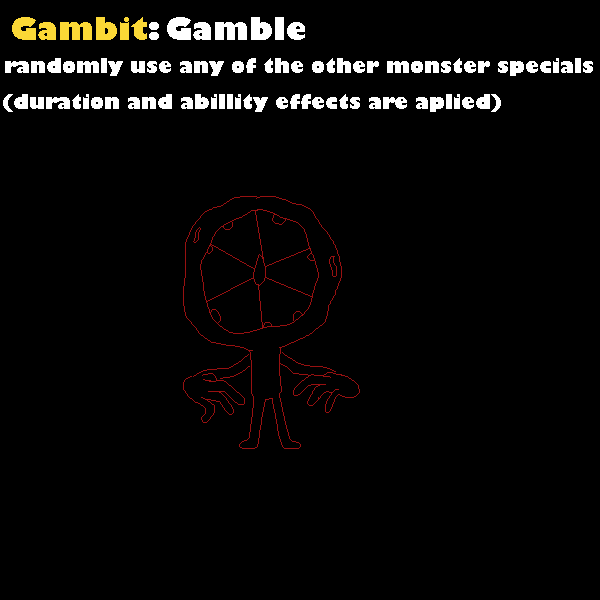 Gambit: Gamble
randomly use any of the other monster specials
(duration and abillity effects are aplied)